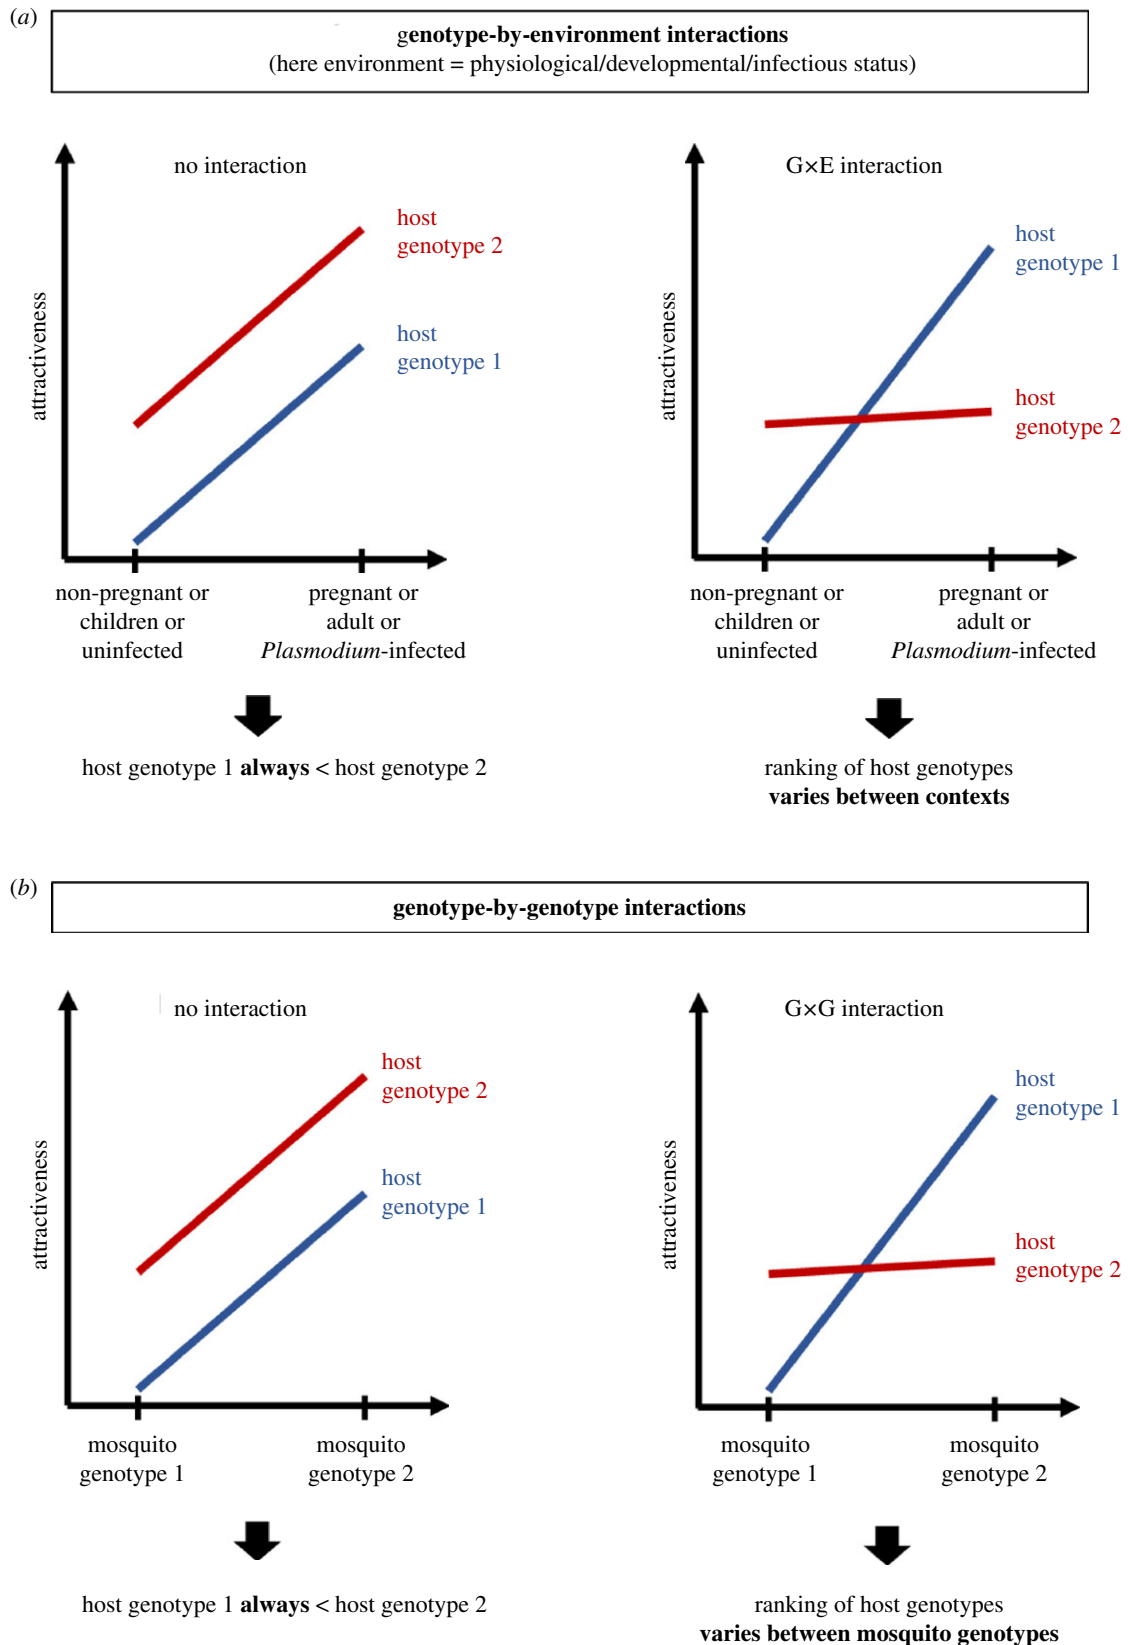 (a)
genotype-by-environment interactions
(here environment = physiological/developmental/infectious status)
no interaction
host
genotype 2
host
genotype 1
attractiveness
non-pregnant or
children or
uninfected
pregnant or
adult or
Plasmodium-infected
host genotype 1 always < host genotype 2
G×E interaction
host
genotype 1
host
genotype 2
attractiveness
non-pregnant or
children or
uninfected
pregnant or
adult or
Plasmodium-infected
ranking of host genotypes
varies between contexts
(b)
genotype-by-genotype interactions
no interaction
host
genotype 2
host
genotype 1
attractiveness
mosquito
genotype 1
mosquito
genotype 2
host genotype 1 always < host genotype 2
G×G interaction
host
genotype 1
host
genotype 2
attractiveness
mosquito
genotype 1
mosquito
genotype 2
ranking of host genotypes
varies between mosquito genotypes